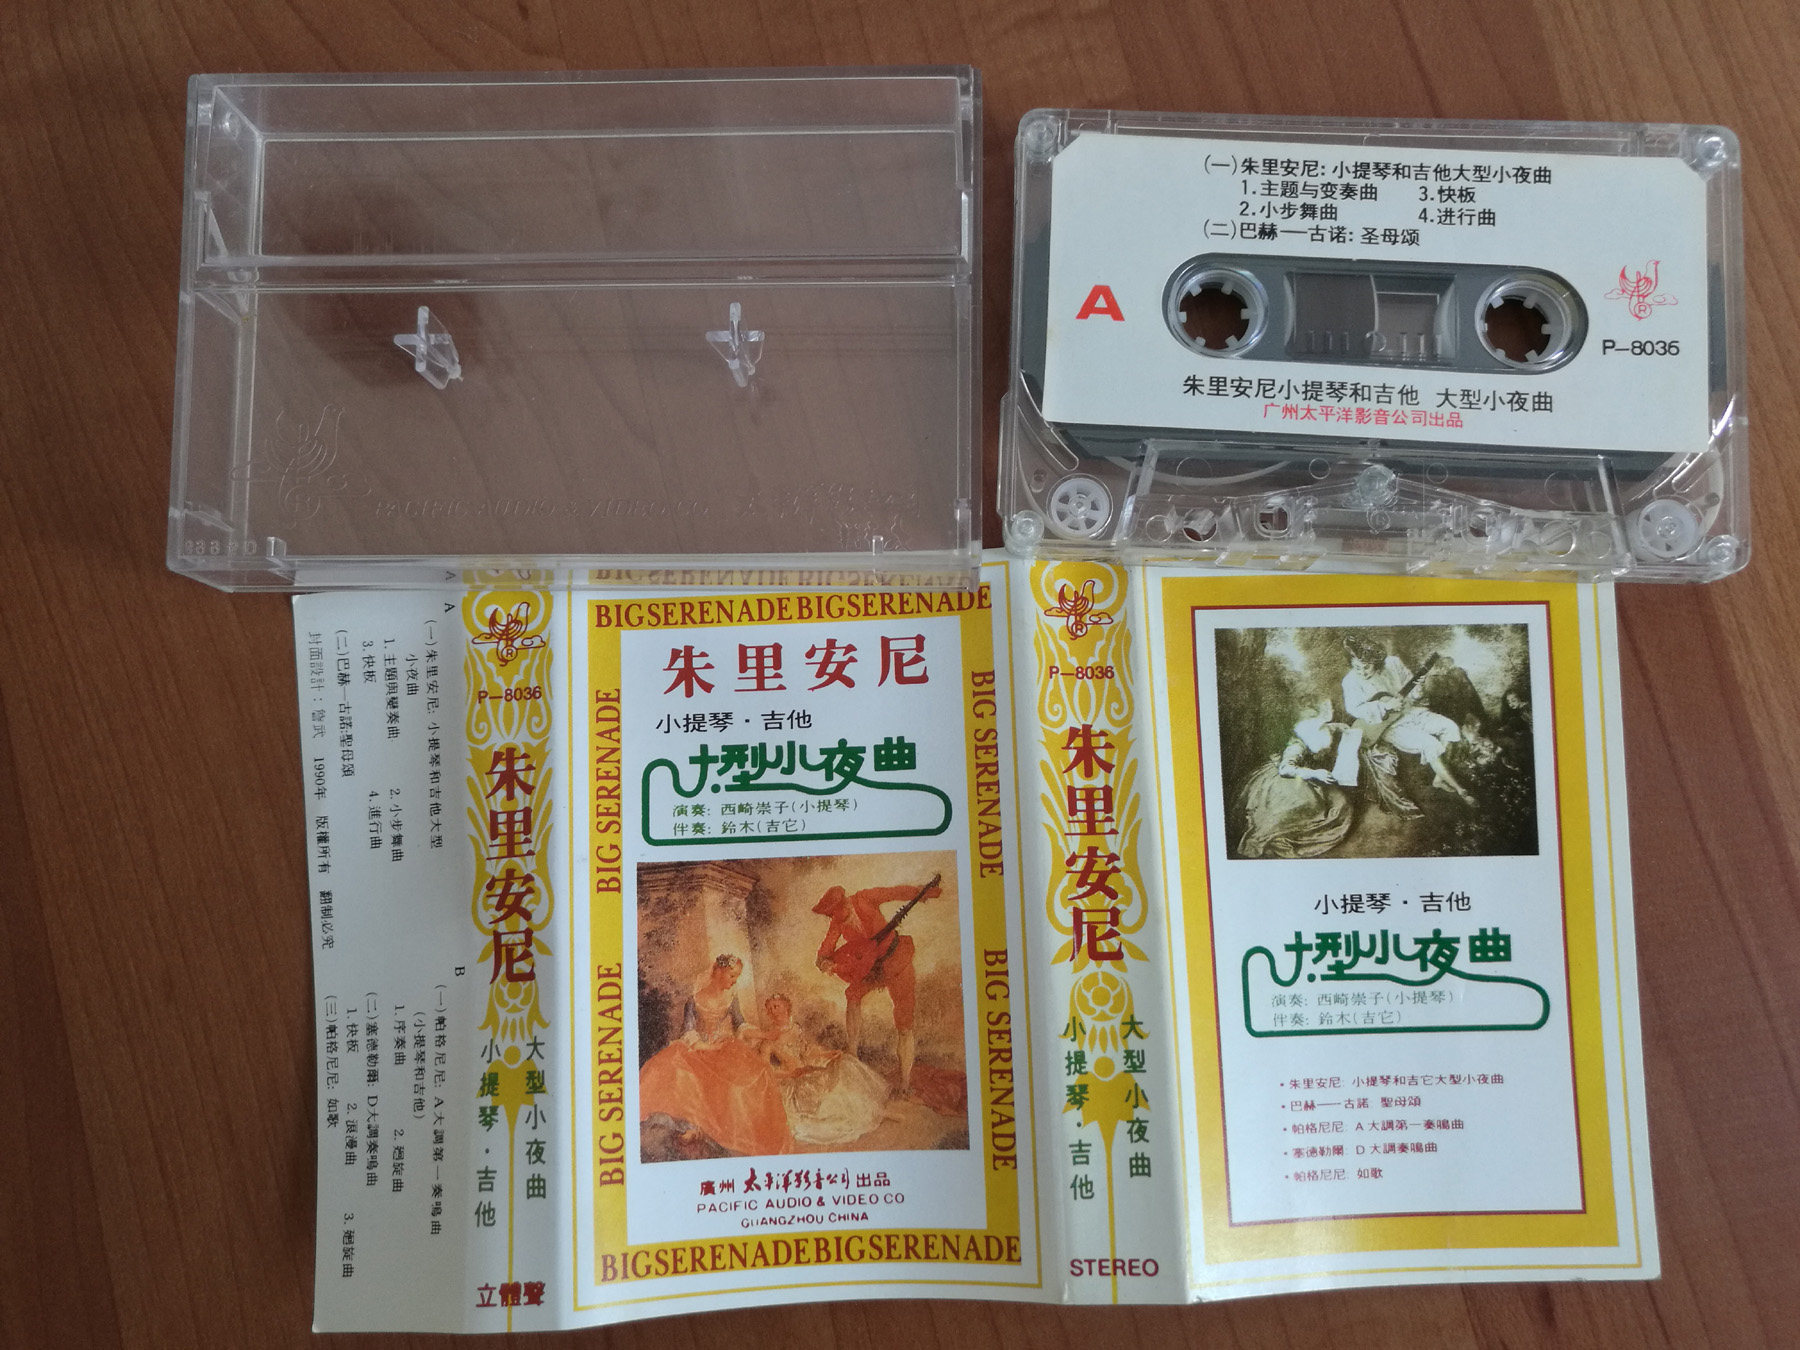 PACIFIC AUDIO & VIDEO CO
(一)朱里安尼:小提琴和吉他大型小夜曲
1.主题与变奏曲 3.快板
2.小步舞曲 4.进行曲
(二)巴赫—古诺:圣母颂
A
R
P-8036
朱里安尼小提琴和吉他 大型小夜曲
广州太平洋影音公司出品
A
(一)朱里安尼: 小提琴和吉他大型
小夜曲
1. 主題與變奏曲 2. 小步舞曲
3. 快板 4. 進行曲
(二)巴赫—古諾:聖母頌
封面設計:詹武 1990年 版權所有 翻制必究
B
(一)帕格尼尼: A大調第一奏鳴曲
(小提琴和吉他)
1. 序奏曲 2. 廻旋曲
(二)塞德勒爾: D大調奏鳴曲
1. 快板 2. 浪漫曲 3. 廻旋曲
(三)帕格尼尼: 如歌
R
P-8036
朱里安尼
大型小夜曲
小提琴·吉他
立體聲
BIGSERENADE BIGSERENADE
BIG SERENADE
BIG SERENADE
BIG SERENADE
BIG SERENADE
朱里安尼
小提琴·吉他
大型小夜曲
演奏: 西崎崇子(小提琴)
伴奏: 鈴木(吉它)
廣州 太平洋影音公司 出品
PACIFIC AUDIO & VIDEO CO
GUANGZHOU CHINA
BIGSERENADE BIGSERENADE
R
P-8036
朱里安尼
大型小夜曲
小提琴·吉他
STEREO
小提琴·吉他
大型小夜曲
演奏: 西崎崇子(小提琴)
伴奏: 鈴木(吉它)
·朱里安尼: 小提琴和吉它大型小夜曲
·巴赫——古諾: 聖母頌
·帕格尼尼: A大調第一奏鳴曲
·塞德勒爾: D大調奏鳴曲
·帕格尼尼: 如歌